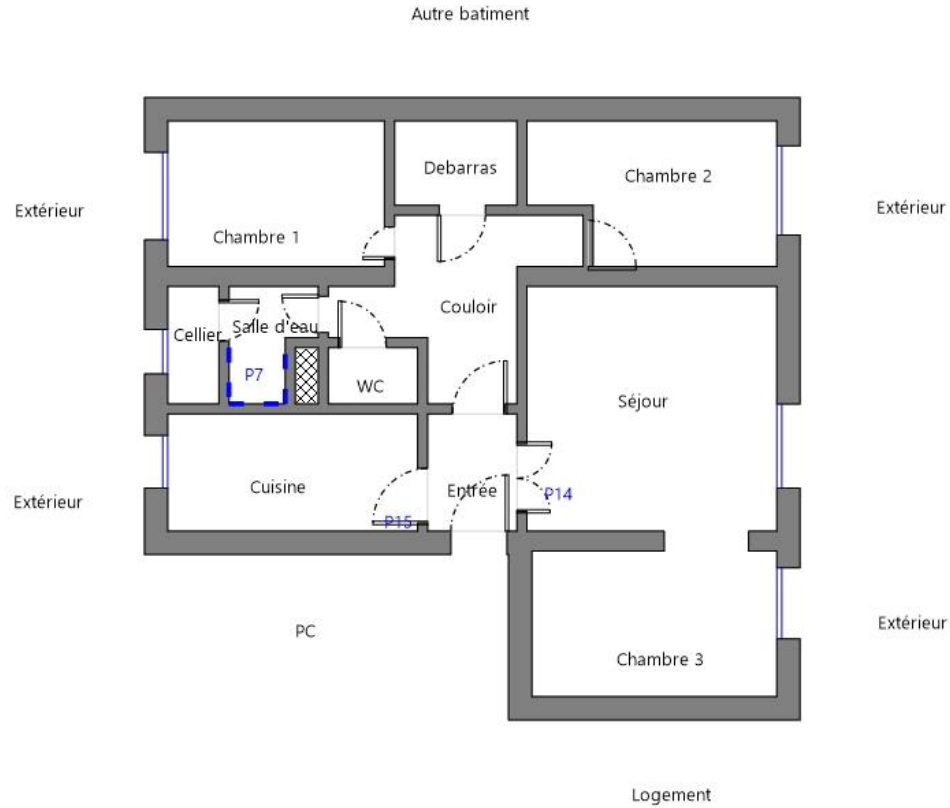 Autre batiment
Debarras
Chambre 2
Extérieur
Extérieur
Chambre 1
Couloir
Salle d'eau
Cellier
P7
WC
Séjour
Cuisine
Entrée
P14
Extérieur
P15
Extérieur
PC
Chambre 3
Logement